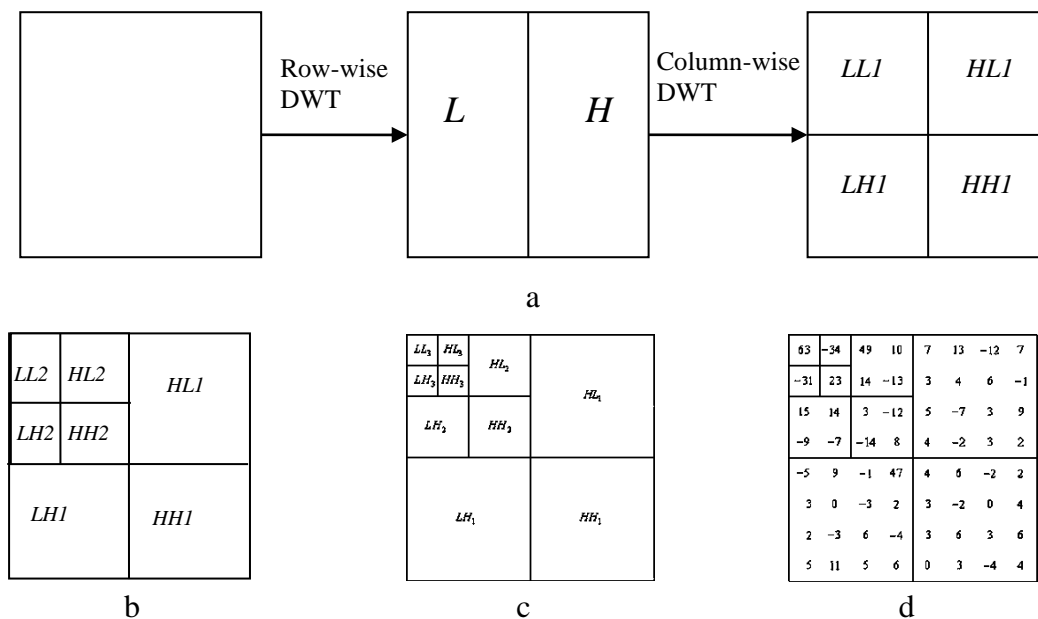 Row-wise
DWT
Column-wise
DWT
L
H
LL1
HL1
LH1
HH1
a
LL2
HL2
HL1
LH2
HH2
LH1
HH1
b
LL₃
HL₃
HL₂
LH₃
HH₃
HL₁
LH₂
HH₂
LH₁
HH₁
c
63 -34 49 10 7 13 -12 7
-31 23 14 -13 3 4 6 -1
15 14 3 -12 5 -7 3 9
-9 -7 -14 8 4 -2 3 2
-5 9 -1 47 4 6 -2 2
3 0 -3 2 3 -2 0 4
2 -3 6 -4 3 6 3 6
5 11 5 6 0 3 -4 4
d